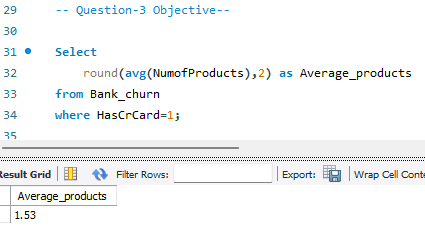 29 -- Question-3 Objective--
30
31 Select
32 round(avg(NumofProducts),2) as Average_products
33 from Bank_churn
34 where HasCrCard=1;
35
Result Grid Filter Rows: Export: Wrap Cell Conte
Average_products
1.53